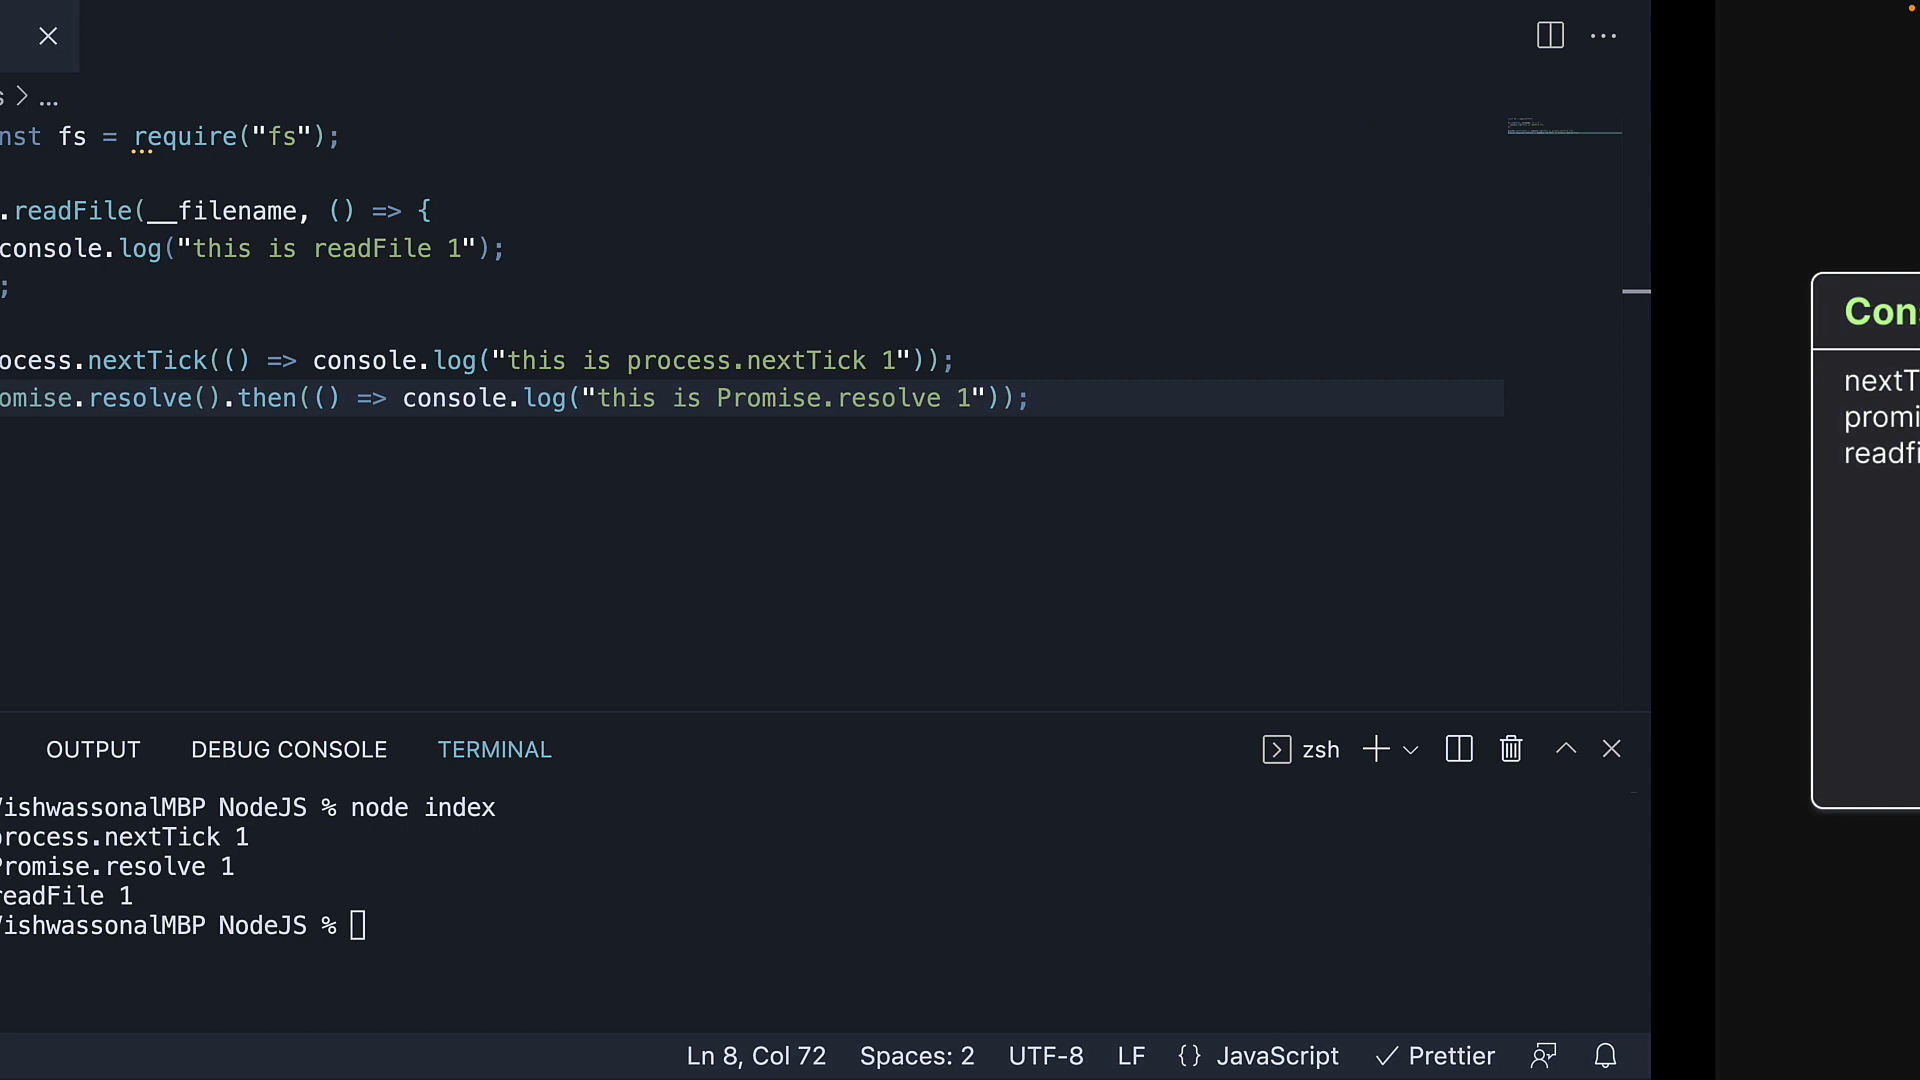 s > ...
nst fs = require("fs");
.readFile(__filename, () => {
console.log("this is readFile 1");
;
ocess.nextTick(() => console.log("this is process.nextTick 1"));
omise.resolve().then(() => console.log("this is Promise.resolve 1"));
OUTPUT DEBUG CONSOLE TERMINAL zsh
ishwassonalMBP NodeJS % node index
process.nextTick 1
Promise.resolve 1
readFile 1
ishwassonalMBP NodeJS %
Ln 8, Col 72 Spaces: 2 UTF-8 LF {} JavaScript Prettier
Con
nextT
promi
readfi